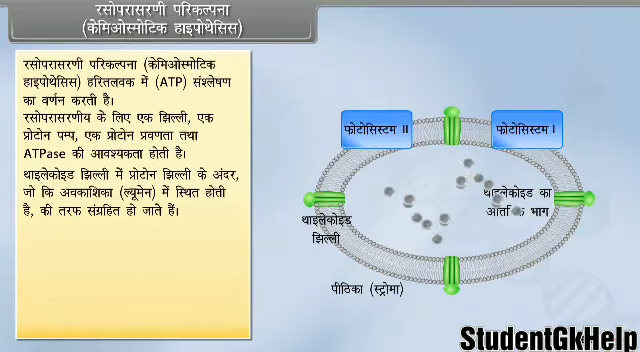 रसोपरासरणी परिकल्पना
(केमिओस्मोटिक हाइपोथेसिस)
रसोपरासरणी परिकल्पना (केमिओस्मोटिक
हाइपोथेसिस) हरितलवक में (ATP) संश्लेषण
का वर्णन करती है।
रसोपरासरणीय के लिए एक झिल्ली, एक
प्रोटोन पम्प, एक प्रोटोन प्रवणता तथा
ATPase की आवश्यकता होती है।
थाइलेकोइड झिल्ली में प्रोटोन झिल्ली के अंदर,
जो कि अवकाशिका (ल्यूमेन) में स्थित होती
है, की तरफ संग्रहित हो जाते हैं।
फोटोसिस्टम II
फोटोसिस्टम I
थाइलेकोइड का
भाग
थाइलेकोइड
झिल्ली
पीठिका (स्ट्रोमा)
StudentGkHelp